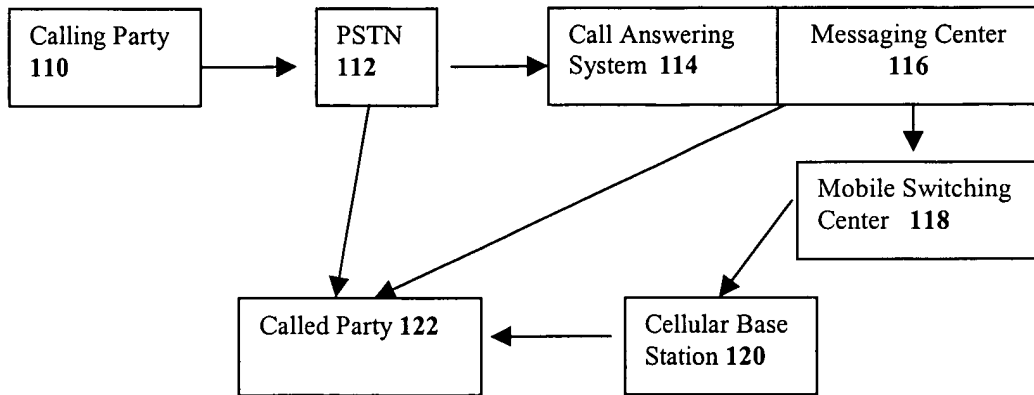 Calling Party
110
PSTN
112
Call Answering
System 114
Messaging Center
116
Mobile Switching
Center 118
Called Party 122
Cellular Base
Station 120